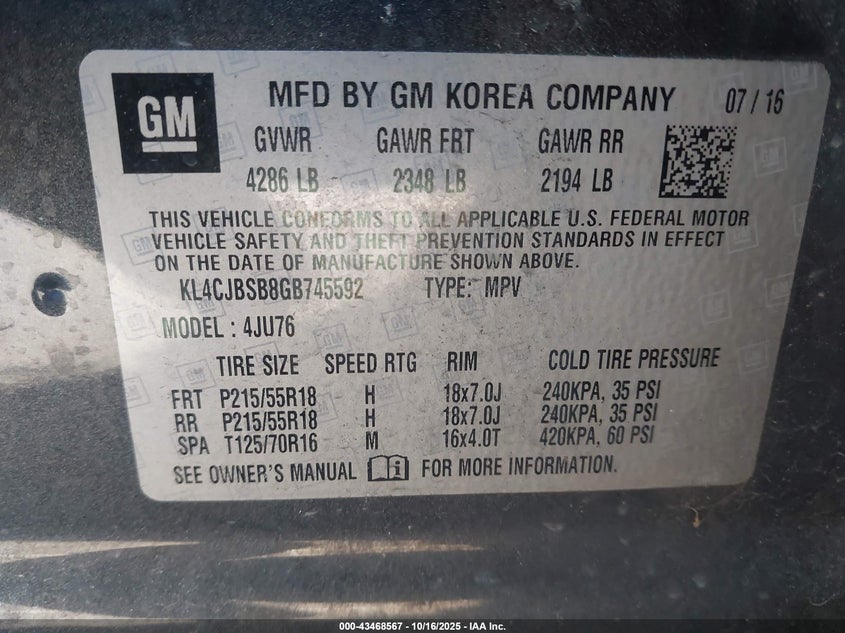 GM
MFD BY GM KOREA COMPANY 07 / 16
GVWR GAWR FRT GAWR RR
4286 LB 2348 LB 2194 LB
THIS VEHICLE CONFORMS TO ALL APPLICABLE U.S. FEDERAL MOTOR
VEHICLE SAFETY AND THEFT PREVENTION STANDARDS IN EFFECT
ON THE DATE OF MANUFACTURE SHOWN ABOVE.
KL4CJBSB8GB745592 TYPE: MPV
MODEL : 4JU76
TIRE SIZE SPEED RTG RIM COLD TIRE PRESSURE
FRT P215/55R18 H 18x7.0J 240KPA, 35 PSI
RR P215/55R18 H 18x7.0J 240KPA, 35 PSI
SPA T125/70R16 M 16x4.0T 420KPA, 60 PSI
SEE OWNER'S MANUAL FOR MORE INFORMATION.
000-43468567 - 10/16/2025 - IAA Inc.